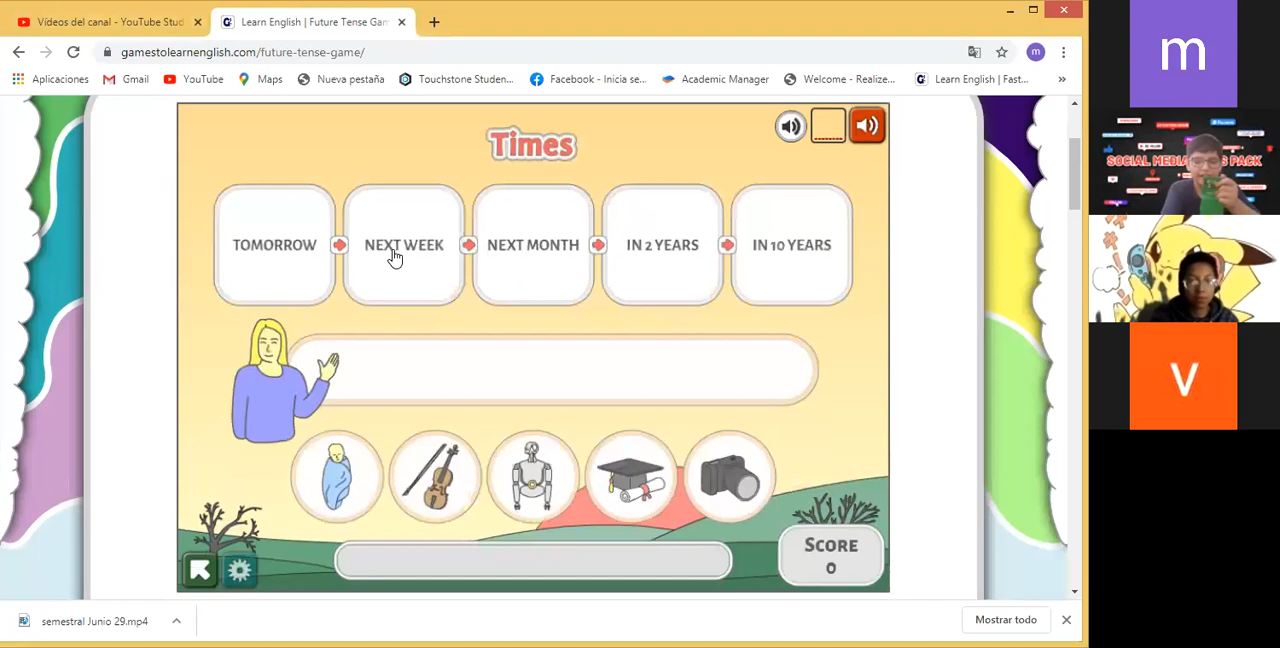 Vídeos del canal - YouTube Stud
Learn English | Future Tense Gam
gamestolearnenglish.com/future-tense-game/
Aplicaciones
Gmail
YouTube
Maps
Nueva pestaña
Touchstone Studen...
Facebook - Inicia se...
Academic Manager
Welcome - Realize...
Learn English | Fast...
m
Times
TOMORROW
NEXT WEEK
NEXT MONTH
IN 2 YEARS
IN 10 YEARS
SCORE
0
semestral Junio 29.mp4
Mostrar todo
m
SOCIAL MEDIA PACK
V